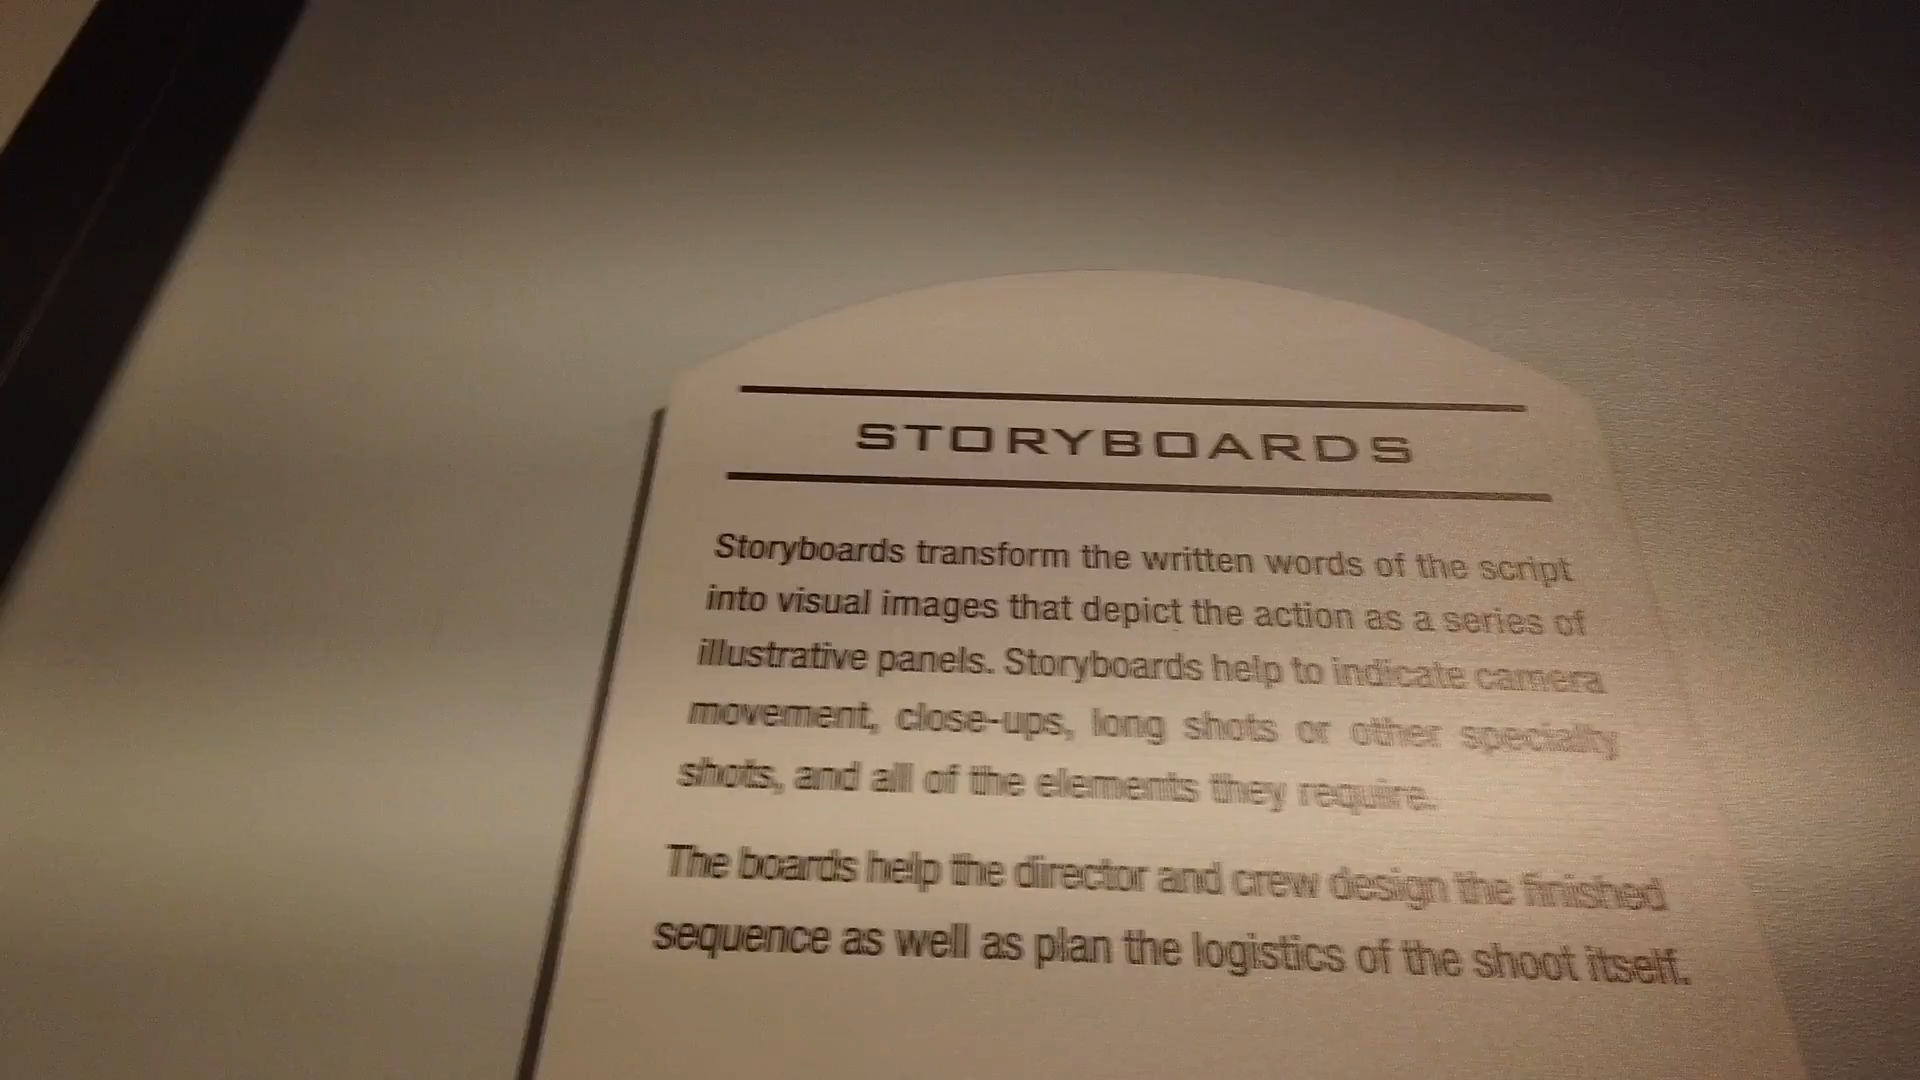 STORYBOARDS
Storyboards transform the written words of the script
into visual images that depict the action as a series of
illustrative panels. Storyboards help to indicate camera
movement, close-ups, long shots or other specialty
shots, and all of the elements they require.
The boards help the director and crew design the finished
sequence as well as plan the logistics of the shoot itself.